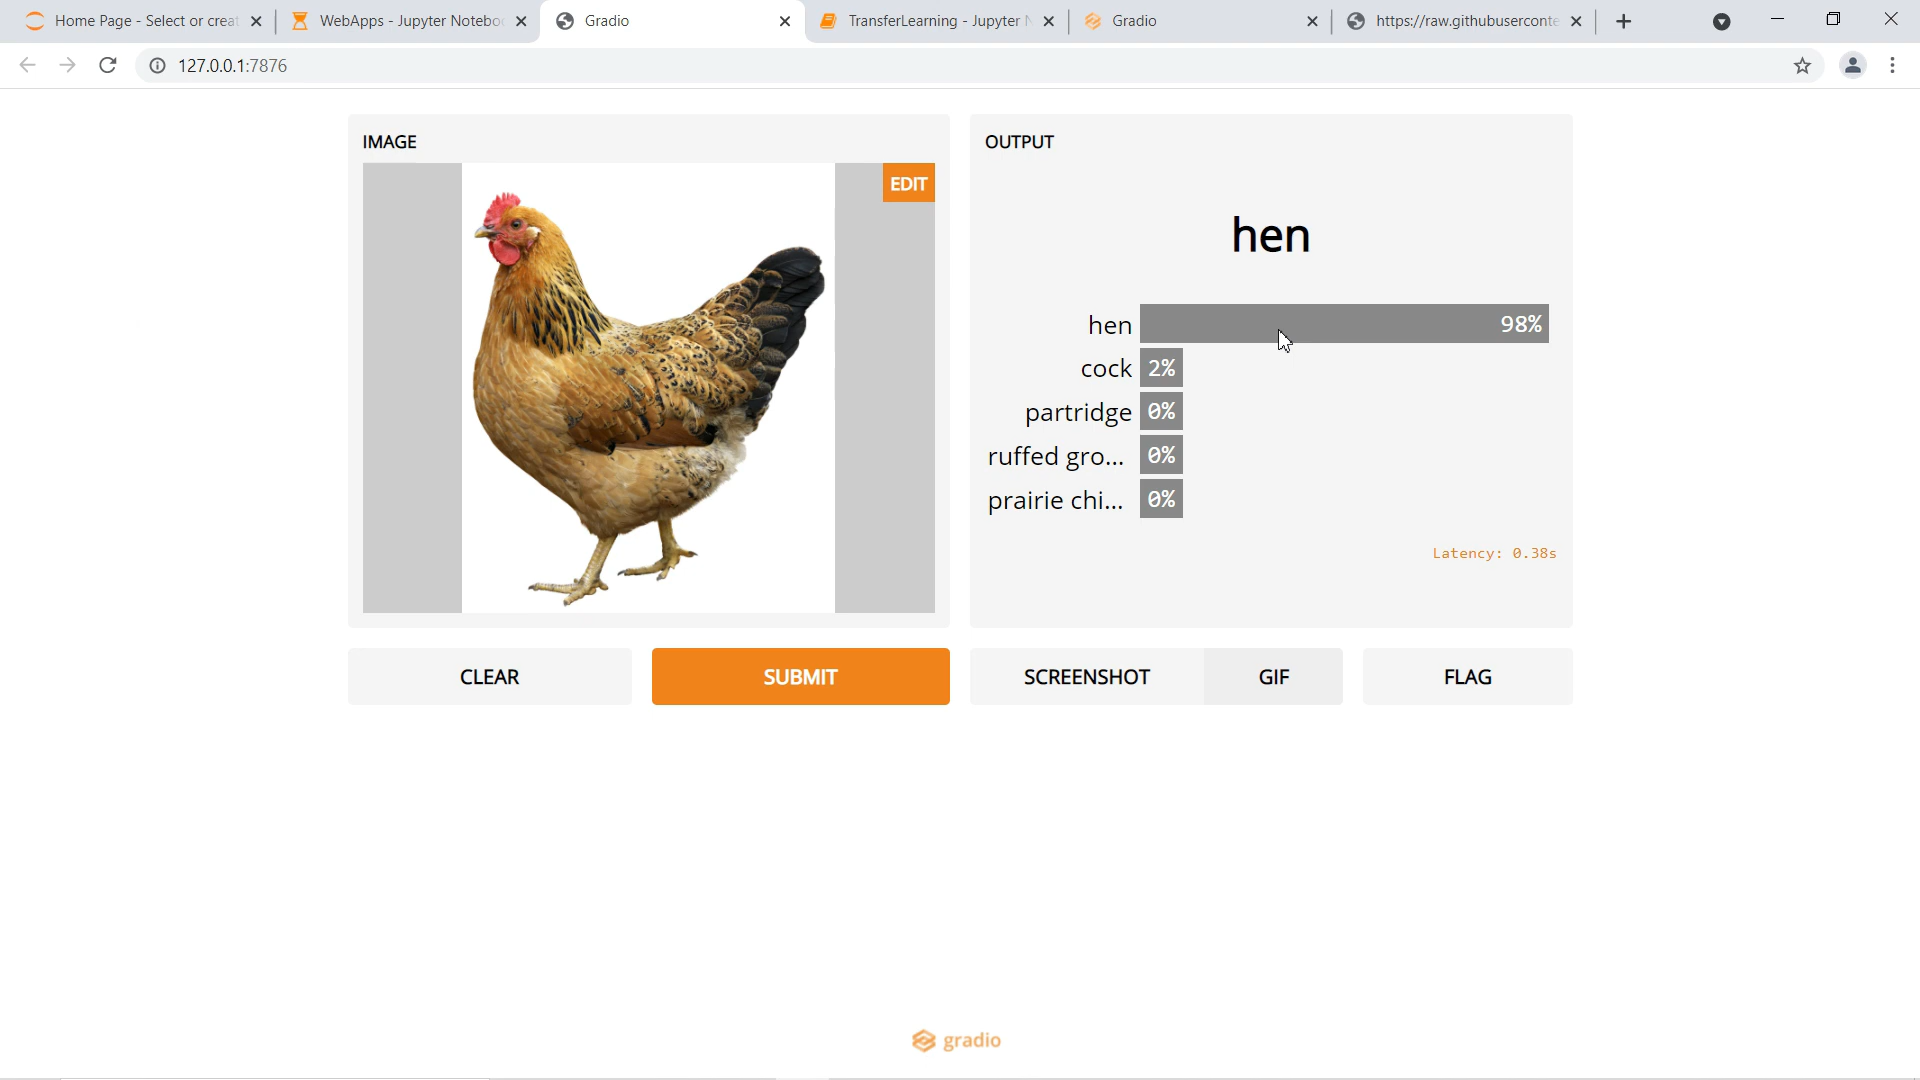 Home Page - Select or creat
WebApps - Jupyter Noteboo
Gradio
TransferLearning - Jupyter N
Gradio
https://raw.githubuserconte
127.0.0.1:7876
IMAGE
EDIT
OUTPUT
hen
hen 98%
cock 2%
partridge 0%
ruffed gro... 0%
prairie chi... 0%
Latency: 0.38s
CLEAR
SUBMIT
SCREENSHOT
GIF
FLAG
gradio